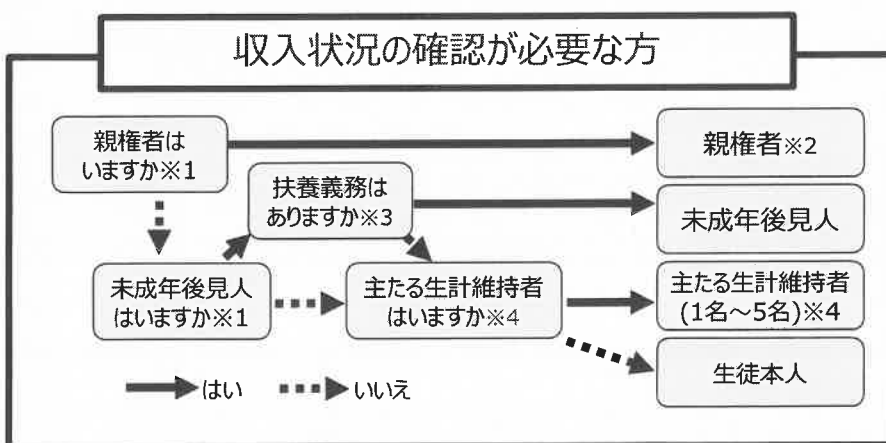 収入状況の確認が必要な方
親権者は
いますか※1
親権者※2
扶養義務は
ありますか※3
未成年後見人
未成年後見人
はいますか※1
主たる生計維持者
はいますか※4
主たる生計維持者
(1名～5名)※4
生徒本人
はい
いいえ